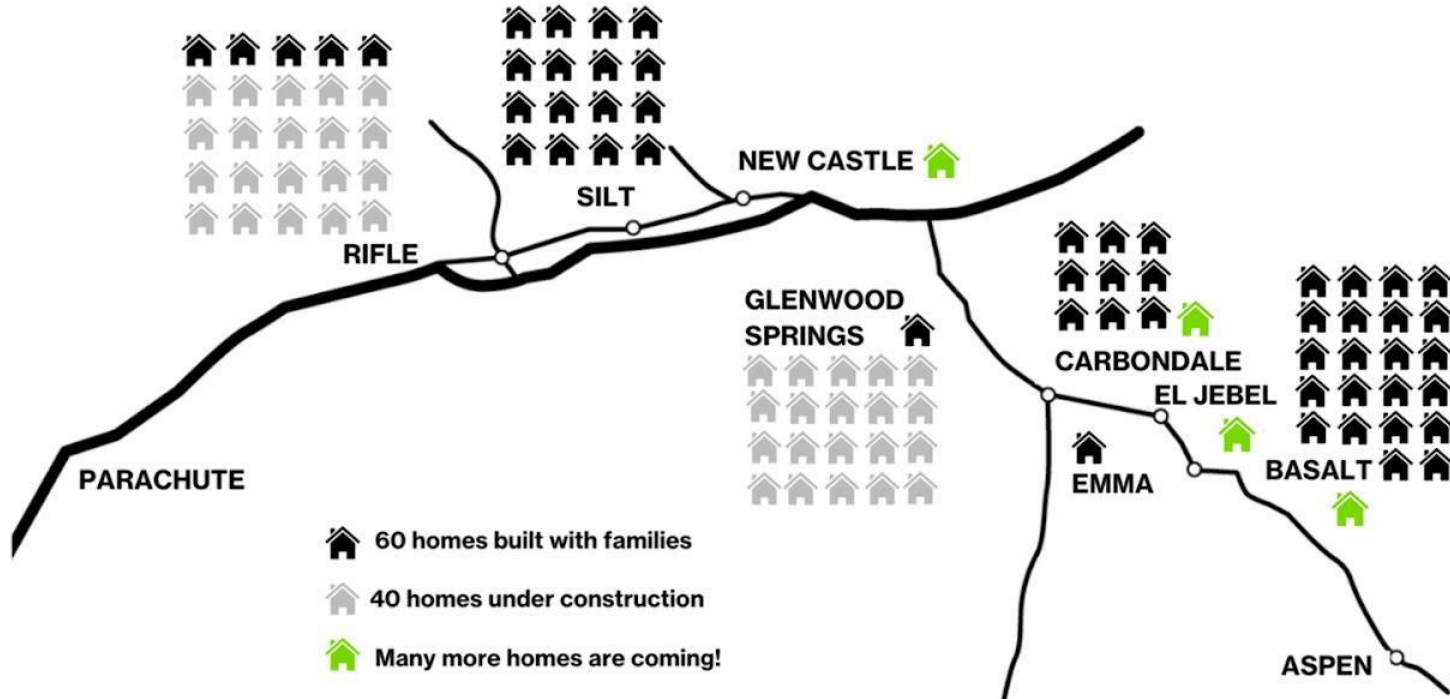 NEW CASTLE
SILT
RIFLE
GLENWOOD
SPRINGS
CARBONDALE
EL JEBEL
BASALT
EMMA
PARACHUTE
60 homes built with families
40 homes under construction
Many more homes are coming!
ASPEN